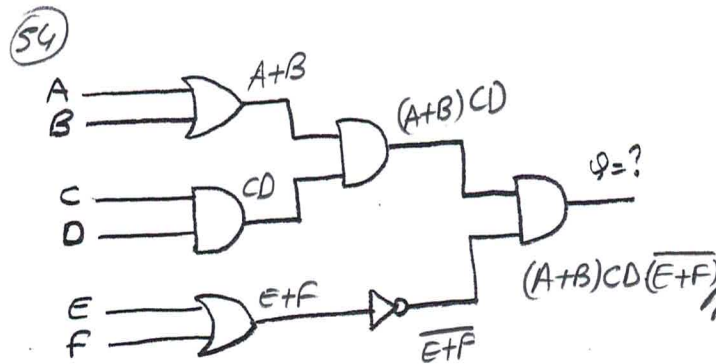 54
A
B
A+B
(A+B)CD
C
D
CD
φ=?
(A+B)CD(E+F)̅
E
F
E+F
E+F̅